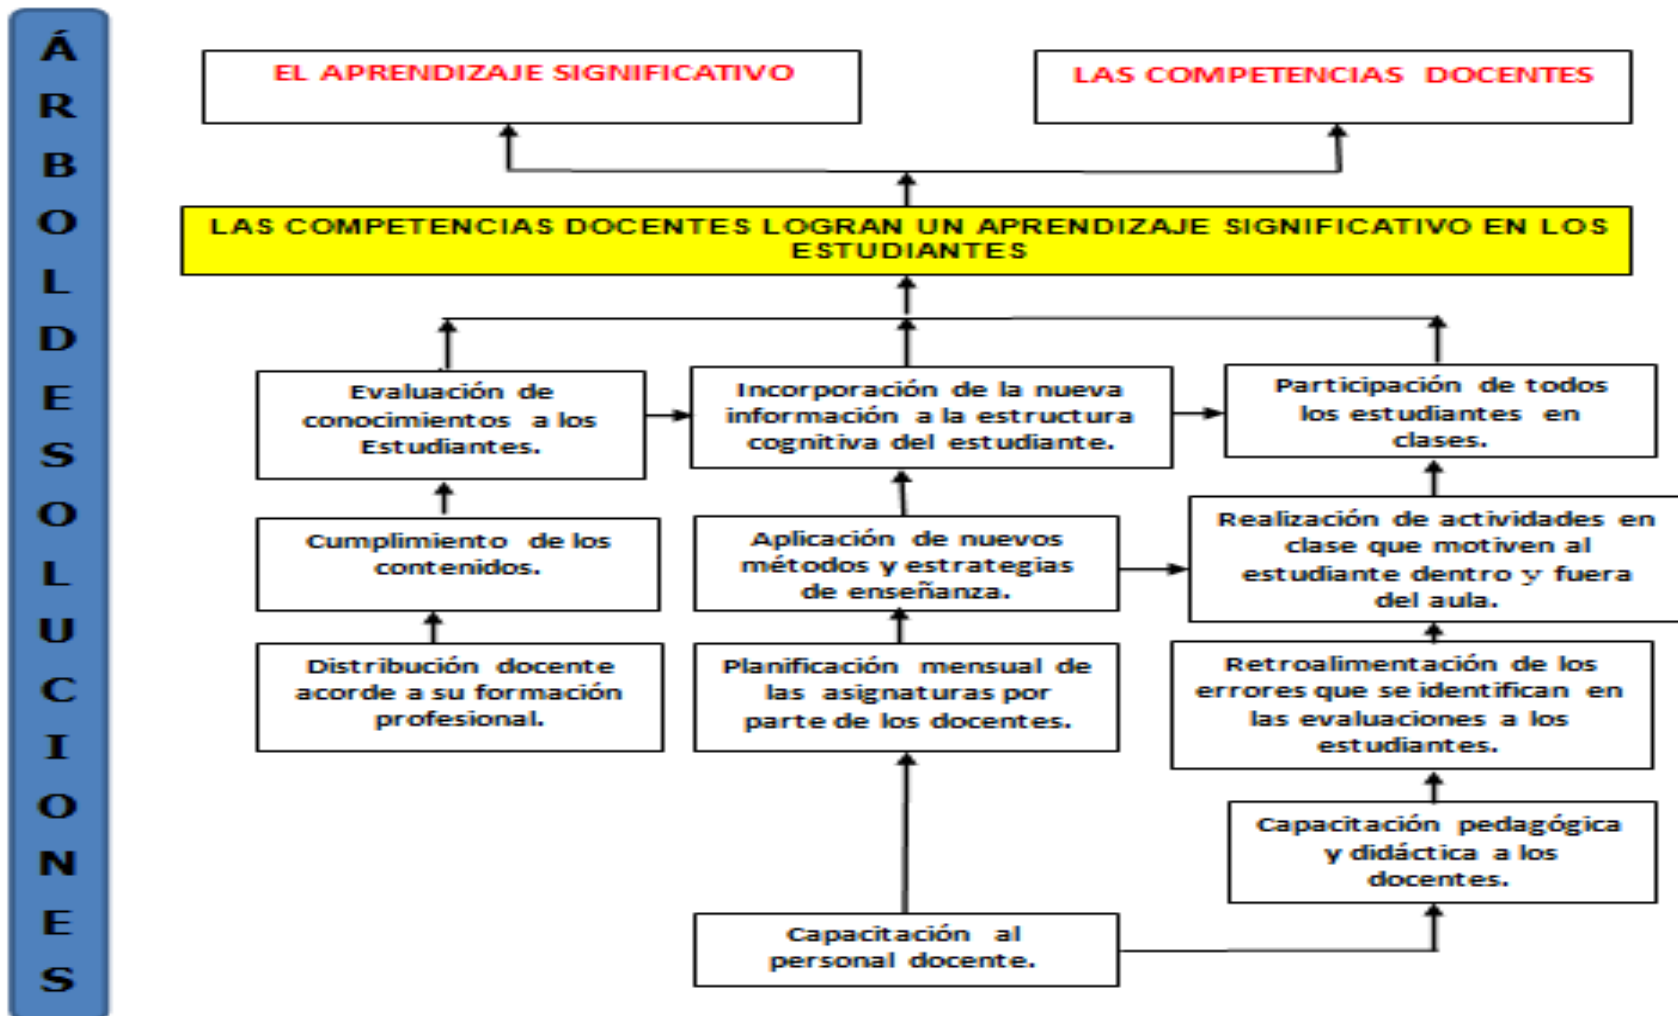 Á
R
B
O
L
D
E
S
O
L
U
C
I
O
N
E
S
EL APRENDIZAJE SIGNIFICATIVO
LAS COMPETENCIAS DOCENTES
LAS COMPETENCIAS DOCENTES LOGRAN UN APRENDIZAJE SIGNIFICATIVO EN LOS
ESTUDIANTES
Evaluación de
conocimientos a los
Estudiantes.
Incorporación de la nueva
información a la estructura
cognitiva del estudiante.
Participación de todos
los estudiantes en
clases.
Cumplimiento de los
contenidos.
Aplicación de nuevos
métodos y estrategias
de enseñanza.
Realización de actividades en
clase que motiven al
estudiante dentro y fuera
del aula.
Distribución docente
acorde a su formación
profesional.
Planificación mensual de
las asignaturas por
parte de los docentes.
Retroalimentación de los
errores que se identifican en
las evaluaciones a los
estudiantes.
Capacitación pedagógica
y didáctica a los
docentes.
Capacitación al
personal docente.